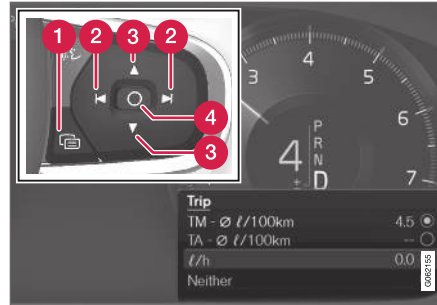 1
2
3
2
4
3
3
4
5
6
7
4
±
P
R
N
D
Trip
TM - Ø ℓ/100km 4.5
TA - Ø ℓ/100km --
ℓ/h 0.0
Neither
G062155